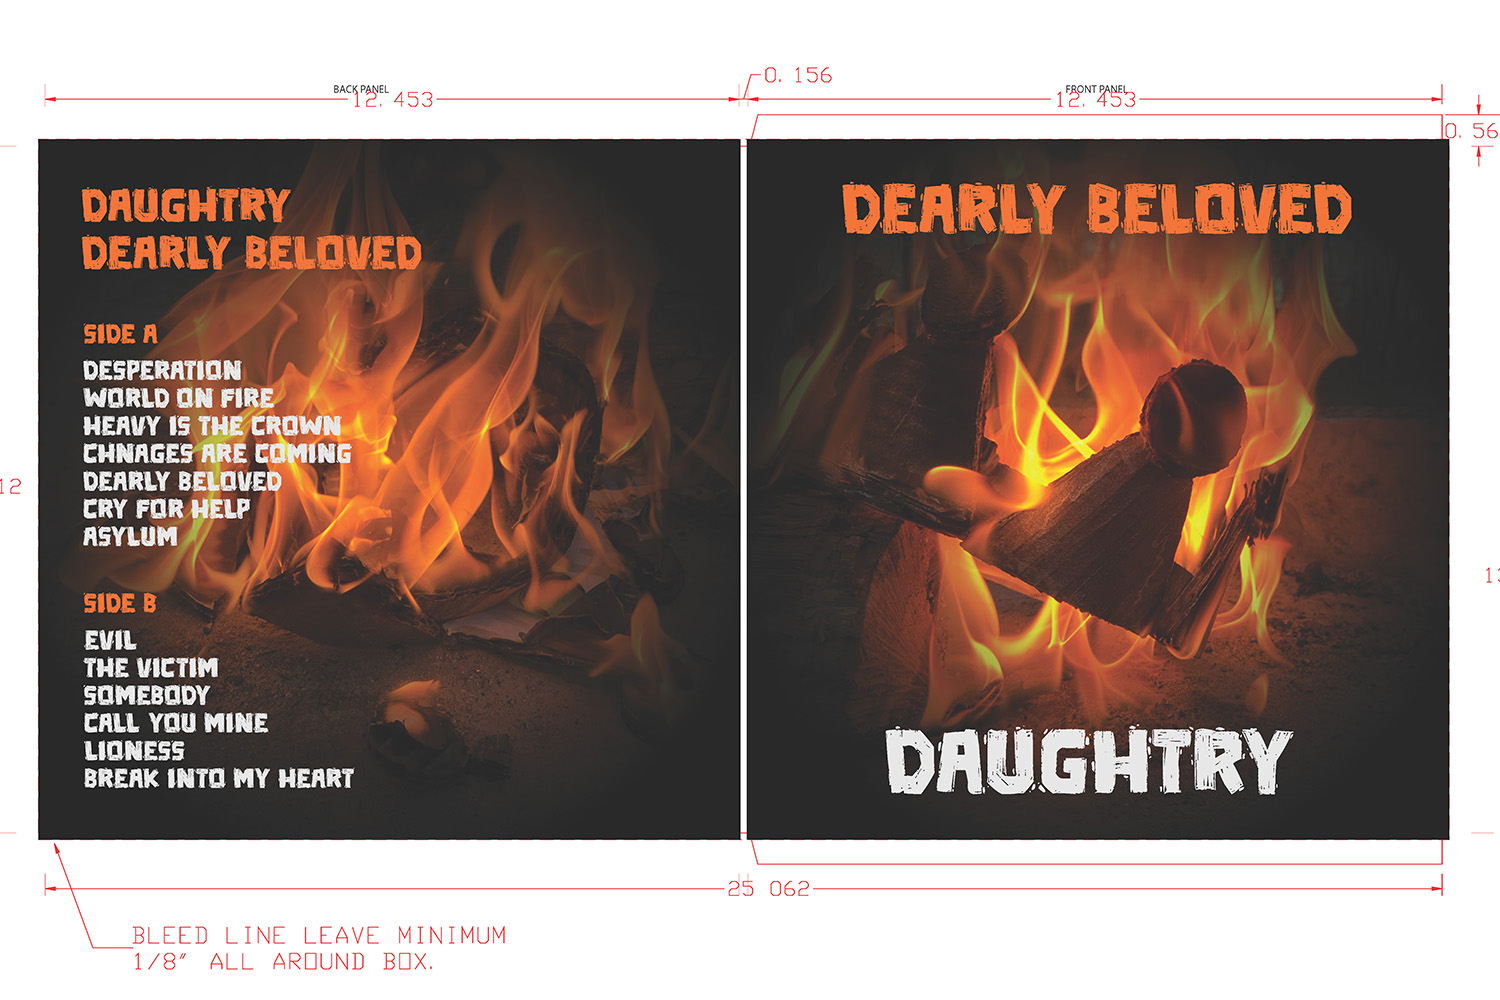 BACK PANEL
12. 453
0. 156
FRONT PANEL
12. 453
0. 56
DAUGHTRY
DEARLY BELOVED
SIDE A
DESPERATION
WORLD ON FIRE
HEAVY IS THE CROWN
CHNAGES ARE COMING
DEARLY BELOVED
CRY FOR HELP
ASYLUM
SIDE B
EVIL
THE VICTIM
SOMEBODY
CALL YOU MINE
LIONESS
BREAK INTO MY HEART
DEARLY BELOVED
DAUGHTRY
12
25 062
BLEED LINE LEAVE MINIMUM
1/8" ALL AROUND BOX.